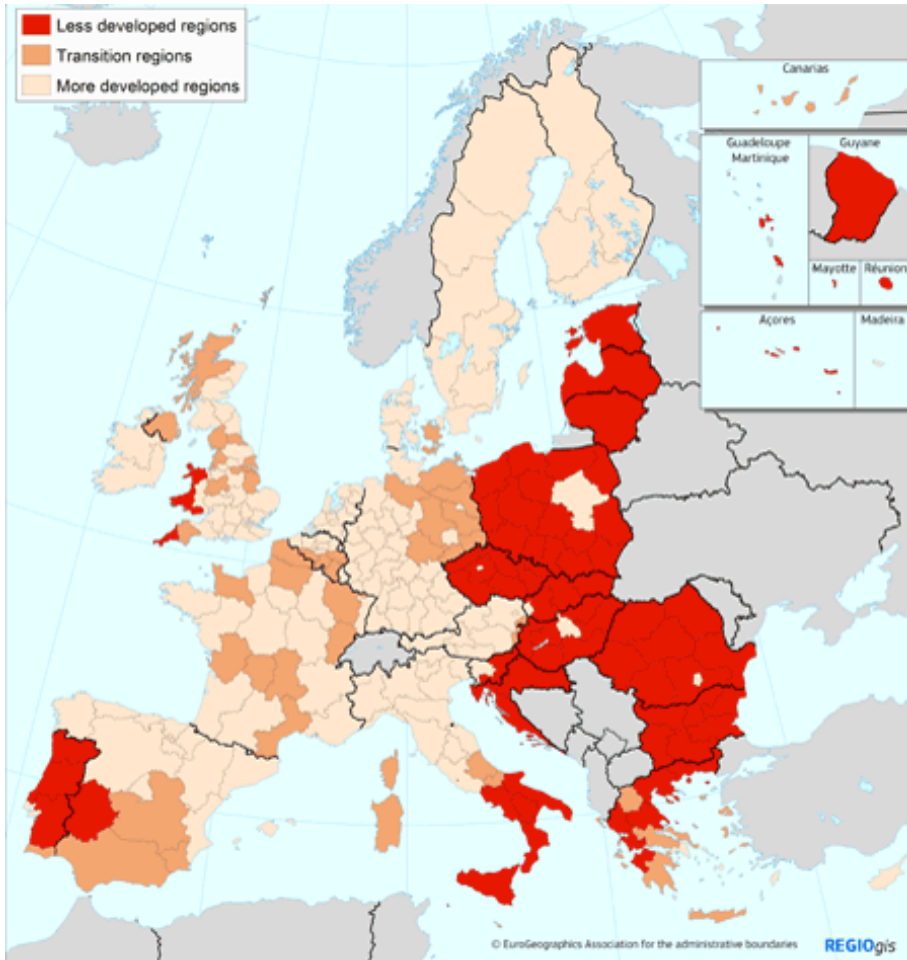 Less developed regions
Transition regions
More developed regions
Canarias
Guadeloupe
Martinique
Guyane
Mayotte
Réunion
Açores
Madeira
© EuroGeographics Association for the administrative boundaries
REGIOgis